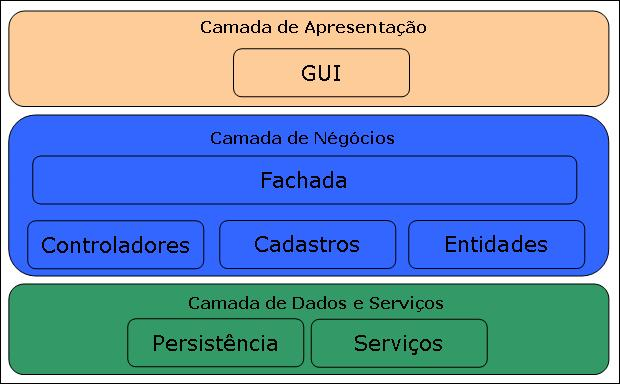 Camada de Apresentação
GUI
Camada de Négócios
Fachada
Controladores
Cadastros
Entidades
Camada de Dados e Serviços
Persistência
Serviços